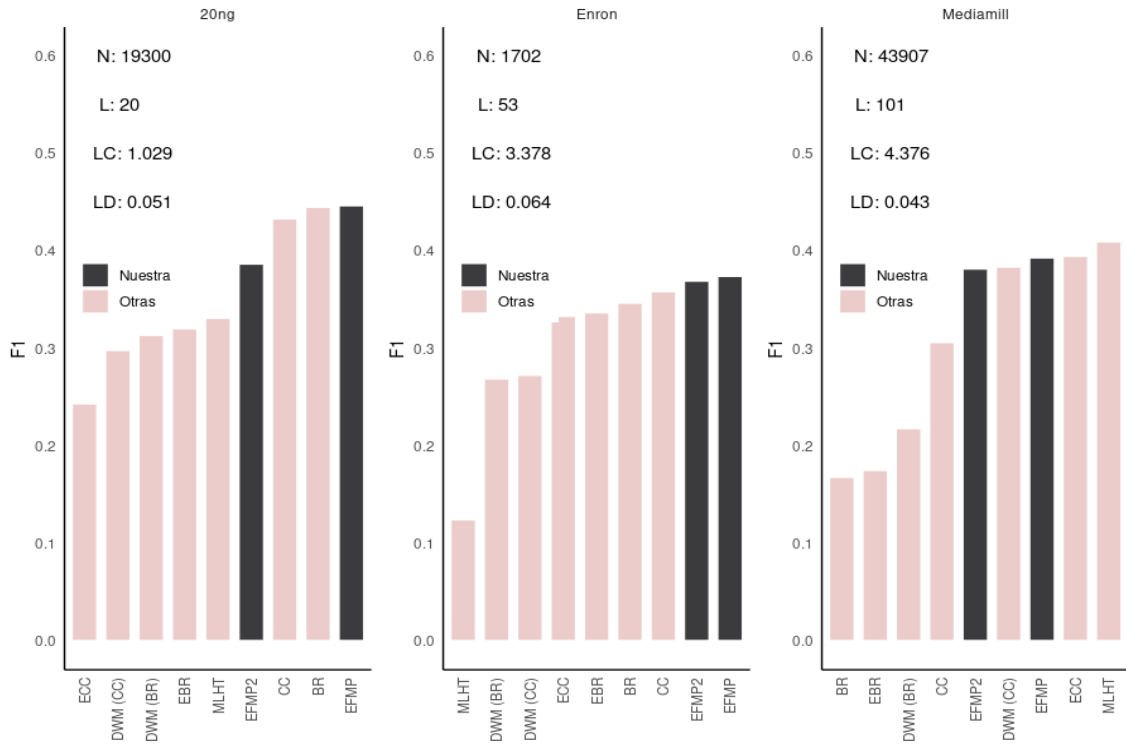 20ng
N: 19300
L: 20
LC: 1.029
LD: 0.051
Nuestra
Otras
F1
0.6
0.5
0.4
0.3
0.2
0.1
0.0
ECC
DWM (CC)
DWM (BR)
EBR
MLHT
EFMP2
CC
BR
EFMP
Enron
N: 1702
L: 53
LC: 3.378
LD: 0.064
Nuestra
Otras
F1
0.6
0.5
0.4
0.3
0.2
0.1
0.0
MLHT
DWM (BR)
DWM (CC)
ECC
EBR
BR
CC
EFMP2
EFMP
Mediamill
N: 43907
L: 101
LC: 4.376
LD: 0.043
Nuestra
Otras
F1
0.6
0.5
0.4
0.3
0.2
0.1
0.0
BR
EBR
DWM (BR)
CC
EFMP2
DWM (CC)
EFMP
ECC
MLHT